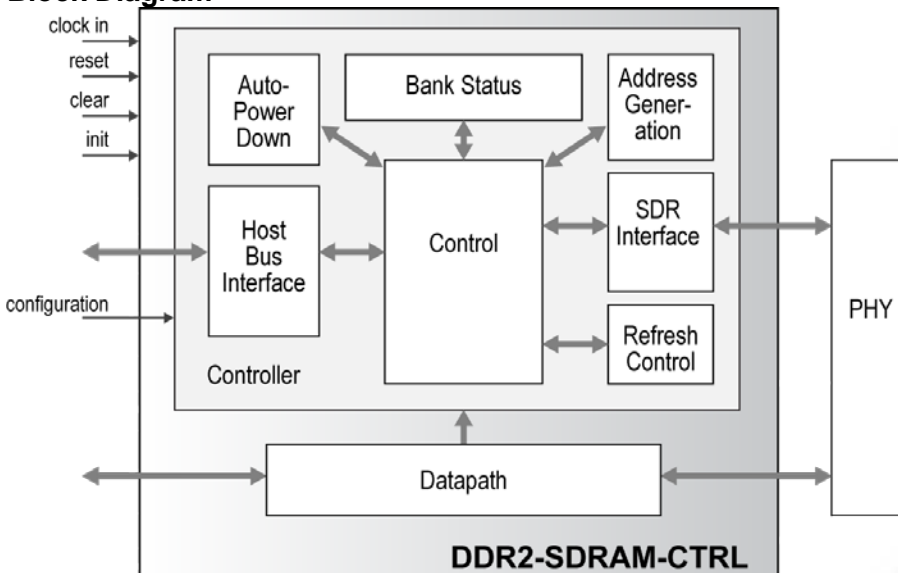 Block Diagram
clock in
reset
clear
init
configuration
Auto-
Power
Down
Bank Status
Address
Gener-
ation
Host
Bus
Interface
Control
SDR
Interface
Refresh
Control
Controller
PHY
Datapath
DDR2-SDRAM-CTRL